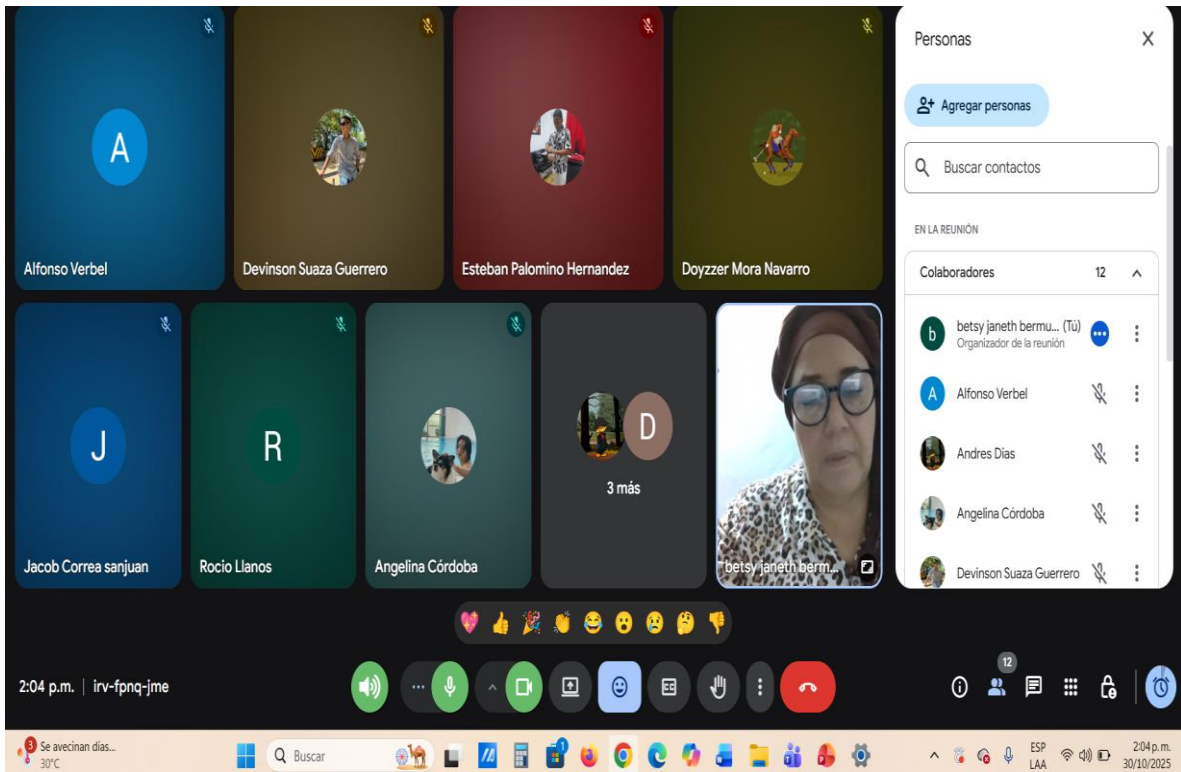 A
Alfonso Verbel
Devinson Suaza Guerrero
Esteban Palomino Hernandez
Doyzzer Mora Navarro
J
Jacob Correa sanjuan
R
Rocio Llanos
Angelina Córdoba
D
3 más
betsy janeth berm...
Personas
Agregar personas
Buscar contactos
EN LA REUNIÓN
Colaboradores 12
b
betsy janeth bermu... (Tú)
Organizador de la reunión
A
Alfonso Verbel
Andres Dias
Angelina Córdoba
Devinson Suaza Guerrero
2:04 p.m. | irv-fpnq-jme
12
3
Se avecinan días...
30°C
Buscar
1
ESP
LAA
2:04 p.m.
30/10/2025